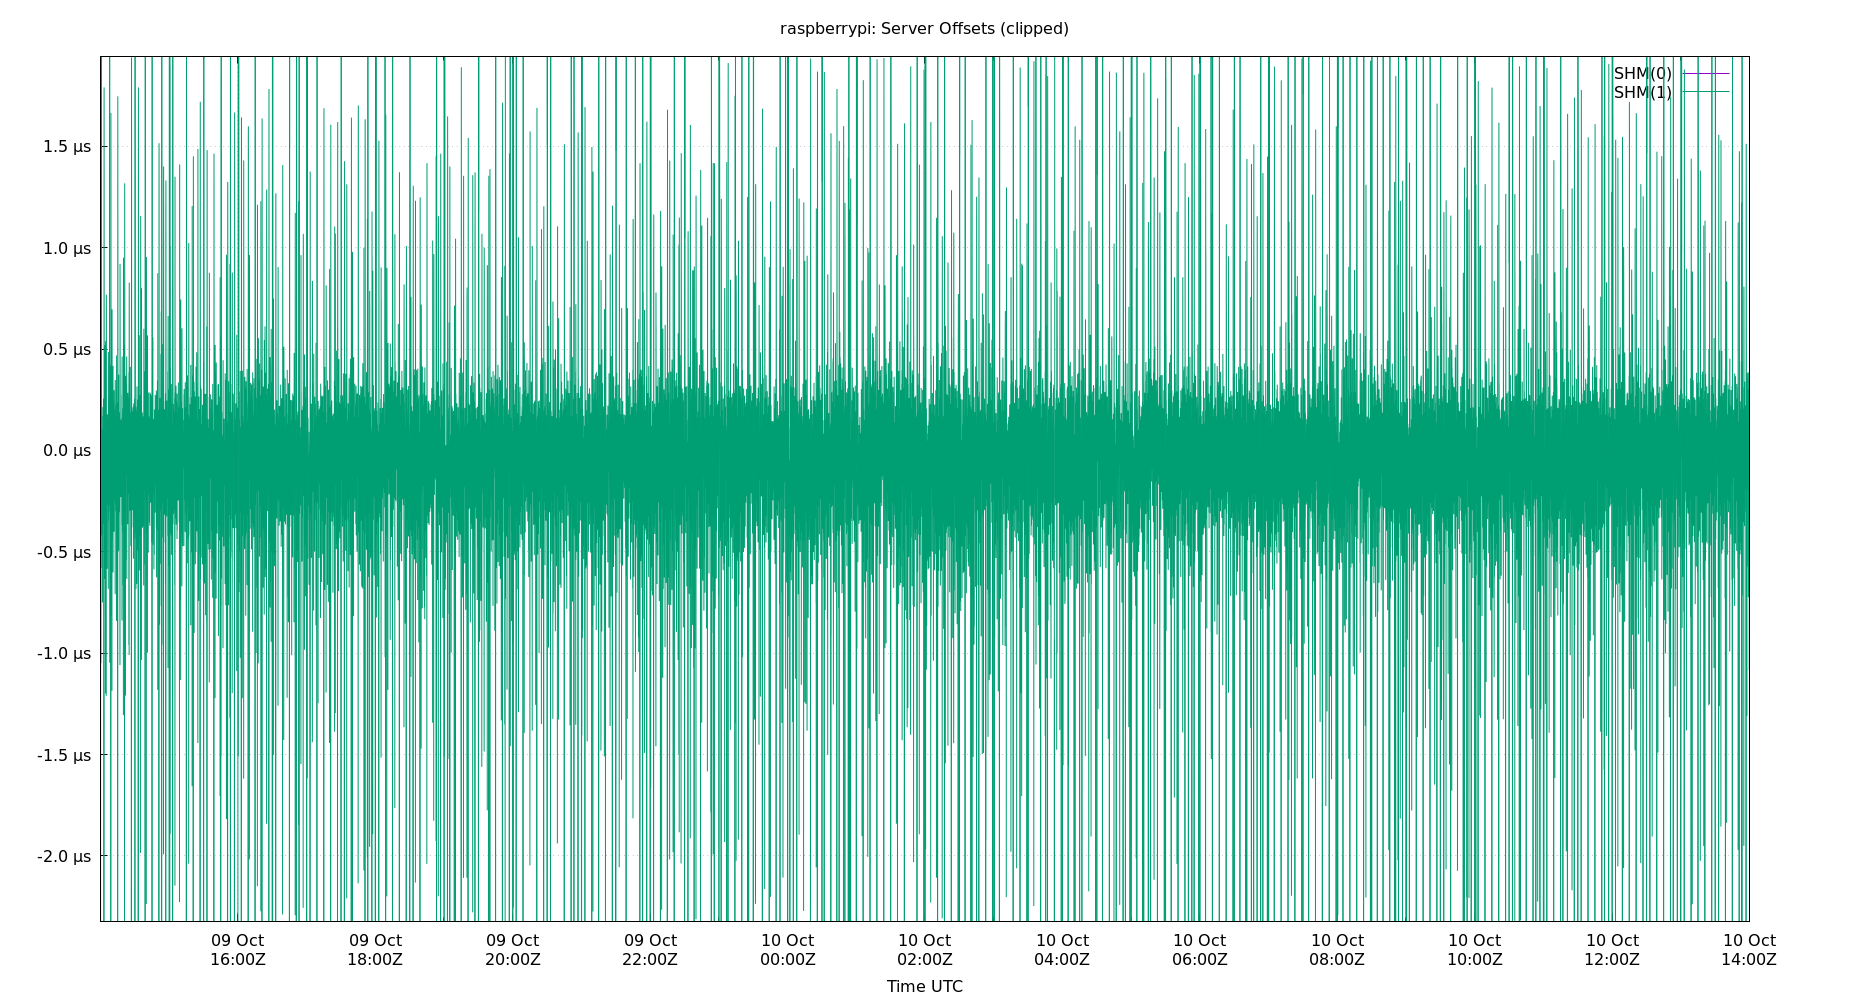 raspberrypi: Server Offsets (clipped)
SHM(0)
SHM(1)
1.5 µs
1.0 µs
0.5 µs
0.0 µs
-0.5 µs
-1.0 µs
-1.5 µs
-2.0 µs
09 Oct 09 Oct 09 Oct 09 Oct 10 Oct 10 Oct 10 Oct 10 Oct 10 Oct 10 Oct 10 Oct 10 Oct
16:00Z 18:00Z 20:00Z 22:00Z 00:00Z 02:00Z 04:00Z 06:00Z 08:00Z 10:00Z 12:00Z 14:00Z
Time UTC